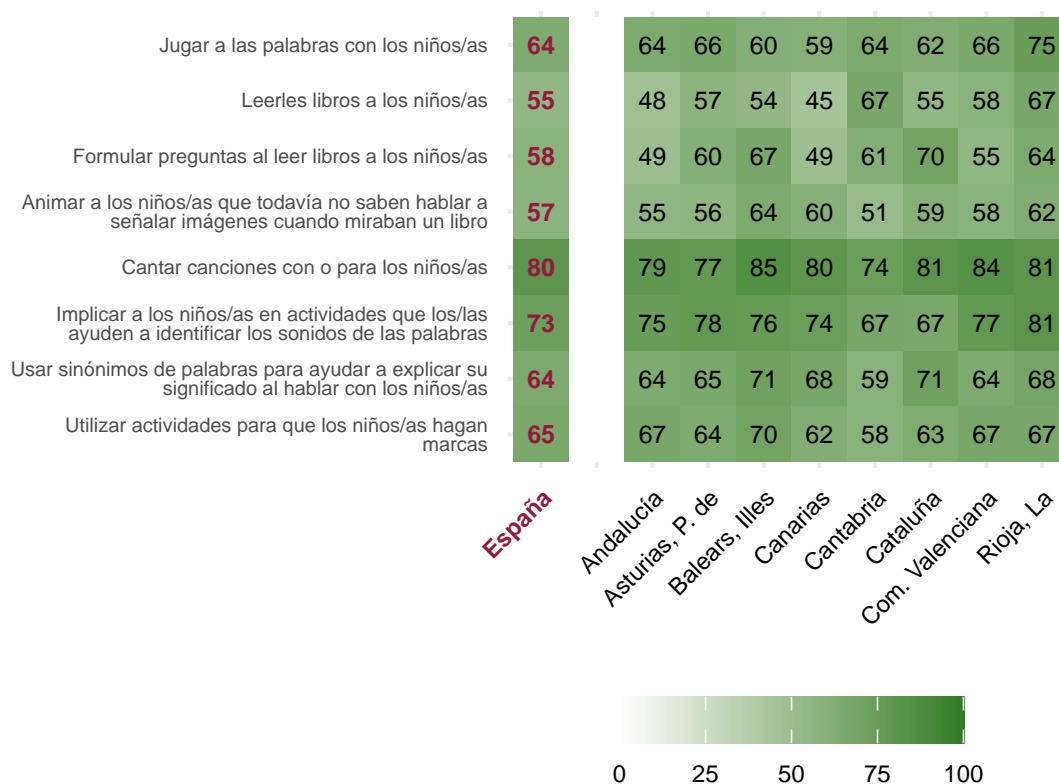 Jugar a las palabras con los niños/as 64 64 66 60 59 64 62 66 75
Leerles libros a los niños/as 55 48 57 54 45 67 55 58 67
Formular preguntas al leer libros a los niños/as 58 49 60 67 49 61 70 55 64
Animar a los niños/as que todavía no saben hablar a
señalar imágenes cuando miraban un libro 57 55 56 64 60 51 59 58 62
Cantar canciones con o para los niños/as 80 79 77 85 80 74 81 84 81
Implicar a los niños/as en actividades que los/las
ayuden a identificar los sonidos de las palabras 73 75 78 76 74 67 67 77 81
Usar sinónimos de palabras para ayudar a explicar su
significado al hablar con los niños/as 64 64 65 71 68 59 71 64 68
Utilizar actividades para que los niños/as hagan
marcas 65 67 64 70 62 58 63 67 67
España
Andalucía
Asturias, P. de
Balears, Illes
Canarias
Cantabria
Cataluña
Com. Valenciana
Rioja, La
0 25 50 75 100